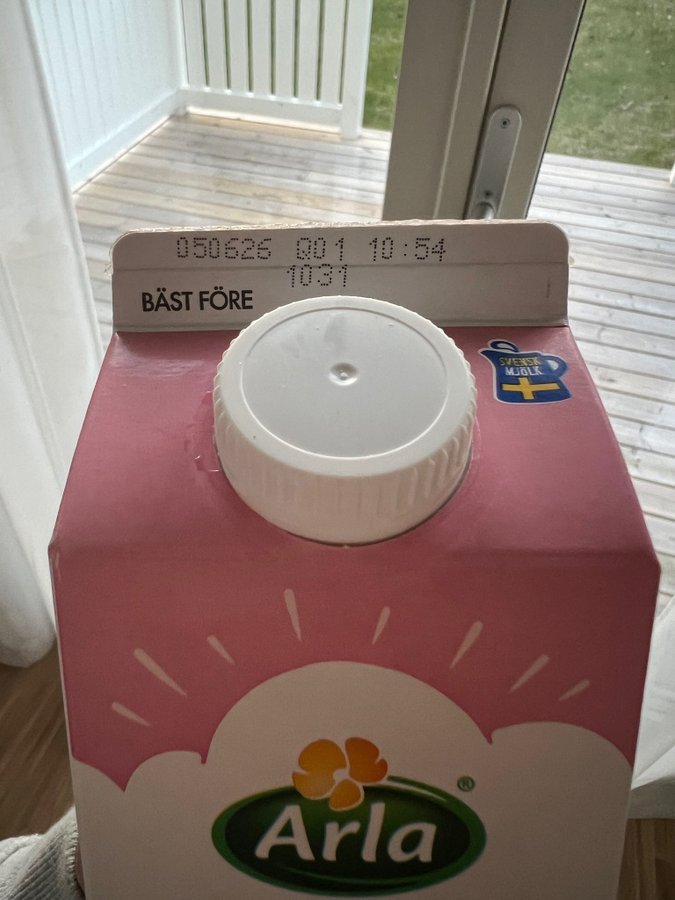 050626 Q01 10:54
1031
BÄST FÖRE
SVENSK
MJÖLK
Arla®